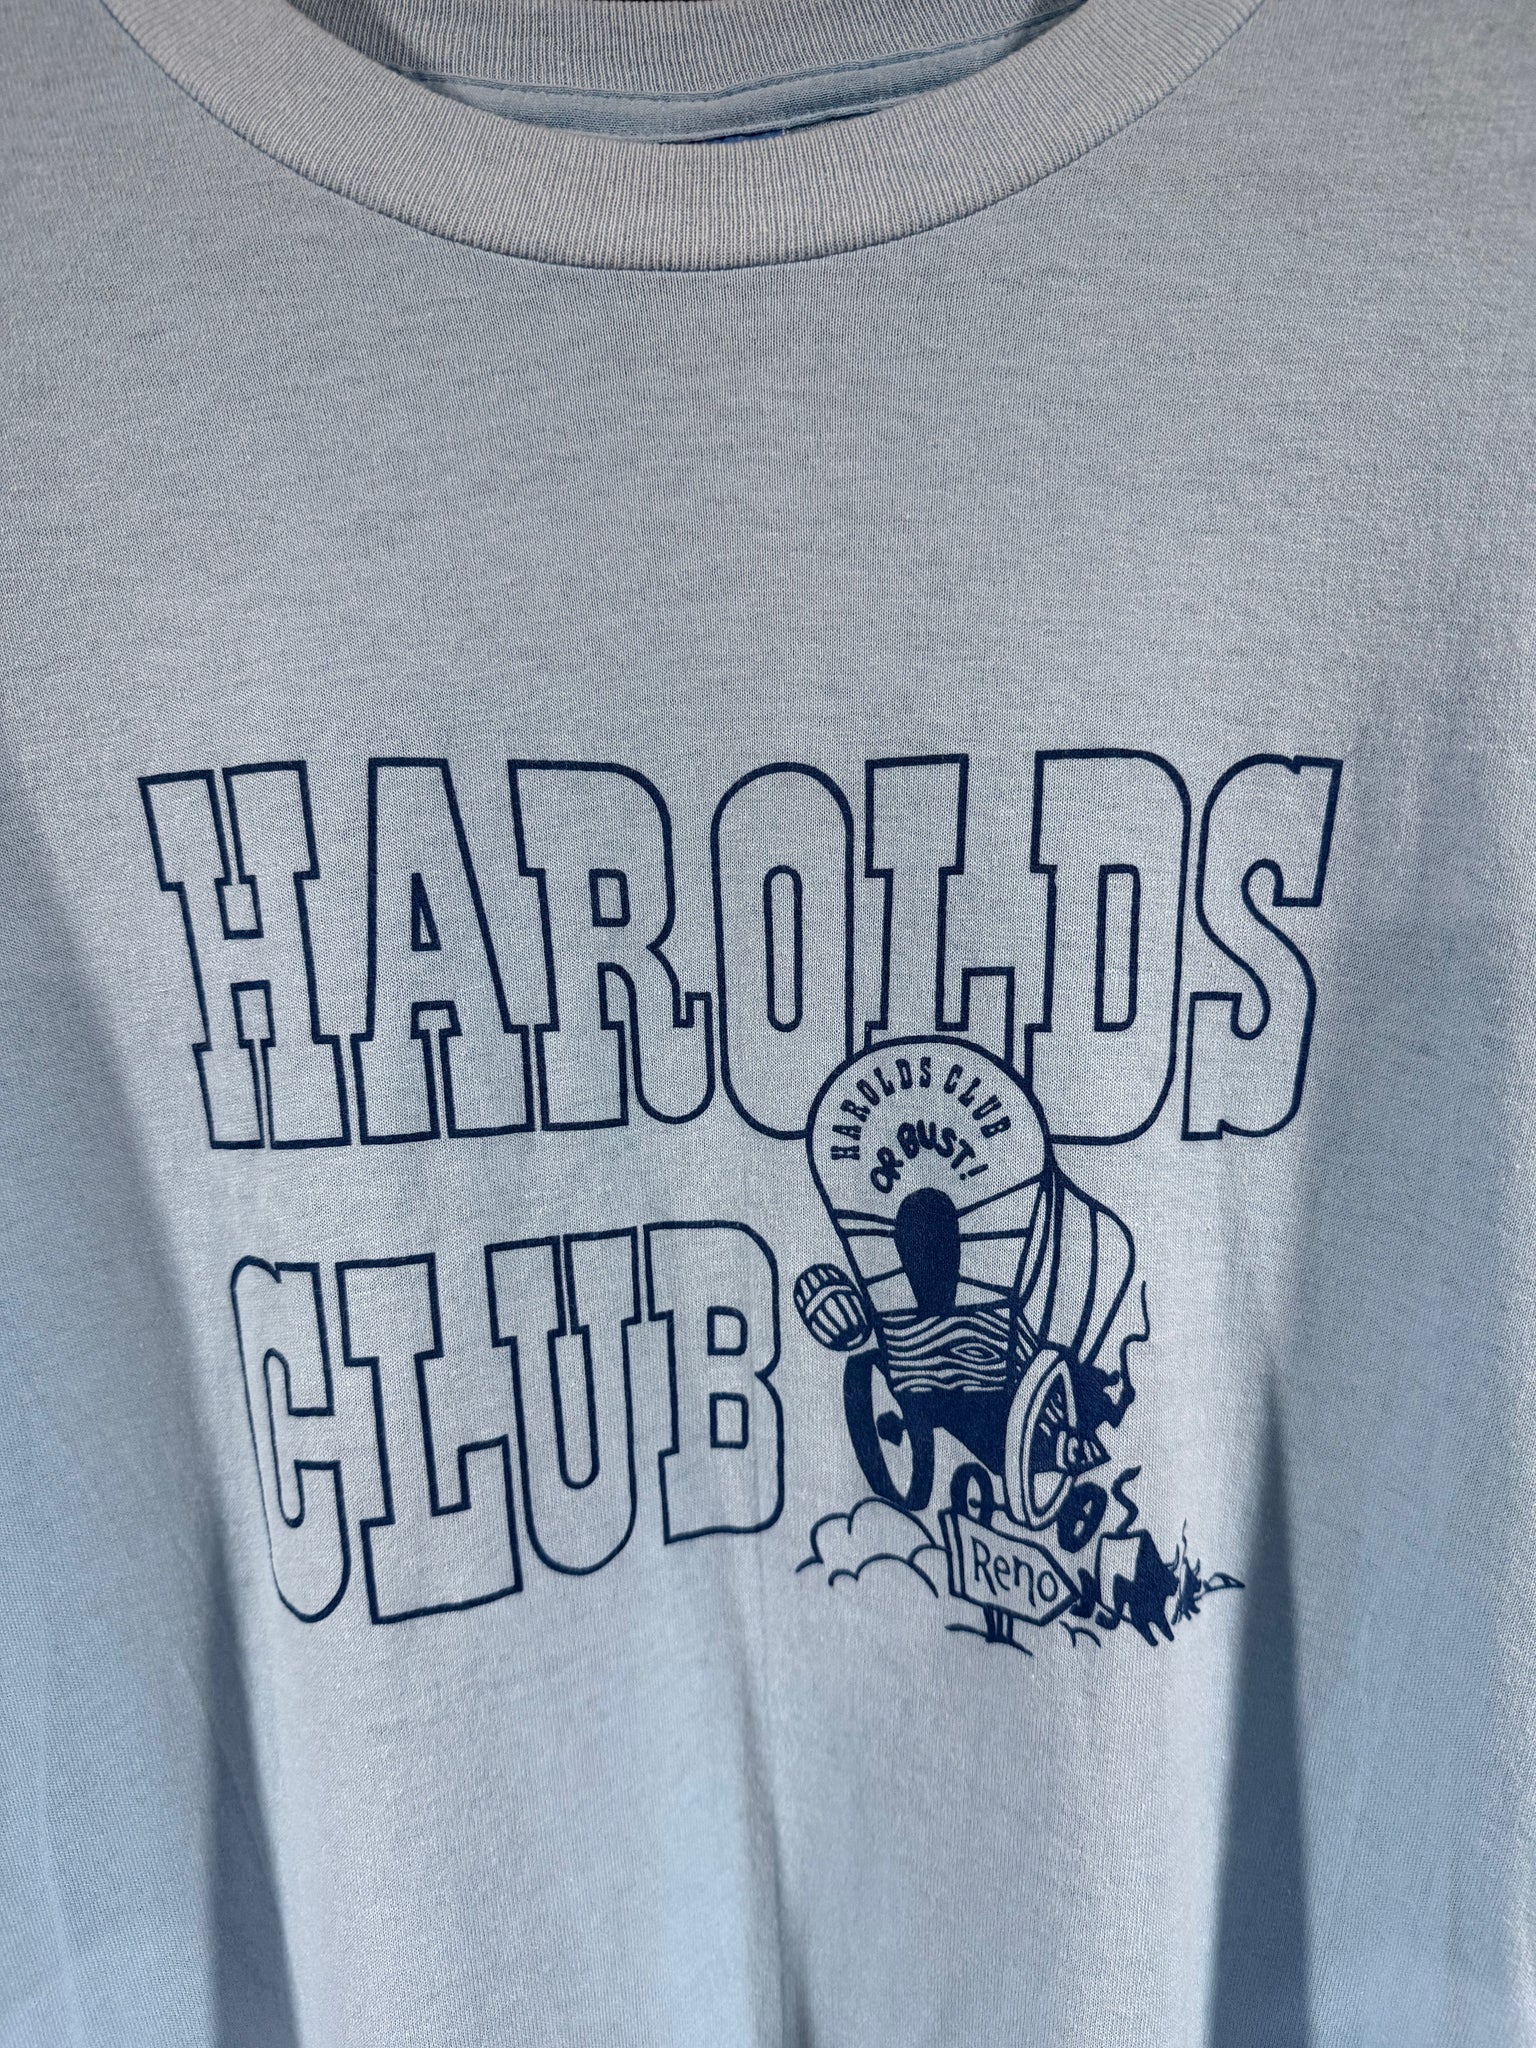 HAROLDS
CLUB
HAROLDS CLUB
OR BUST!
Reno